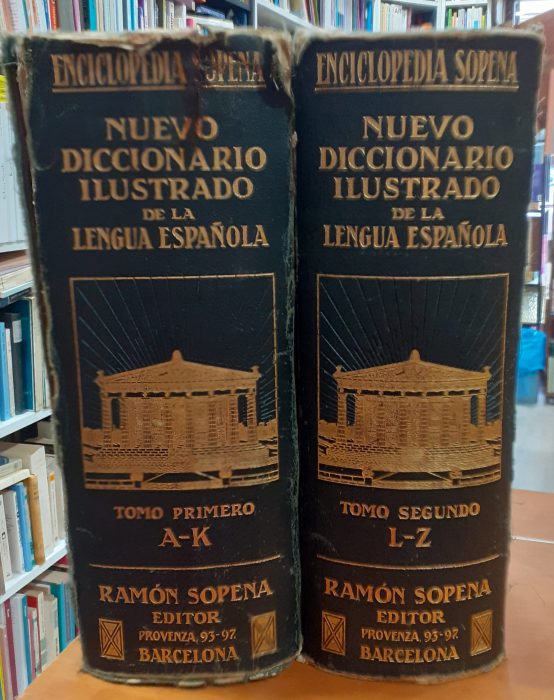 ENCICLOPEDIA SOPENA
NUEVO
DICCIONARIO
ILUSTRADO
DE LA
LENGUA ESPAÑOLA
TOMO PRIMERO
A-K
RAMÓN SOPENA
EDITOR
PROVENZA, 93-97.
BARCELONA
ENCICLOPEDIA SOPENA
NUEVO
DICCIONARIO
ILUSTRADO
DE LA
LENGUA ESPAÑOLA
TOMO SEGUNDO
L-Z
RAMÓN SOPENA
EDITOR
PROVENZA, 93-97.
BARCELONA